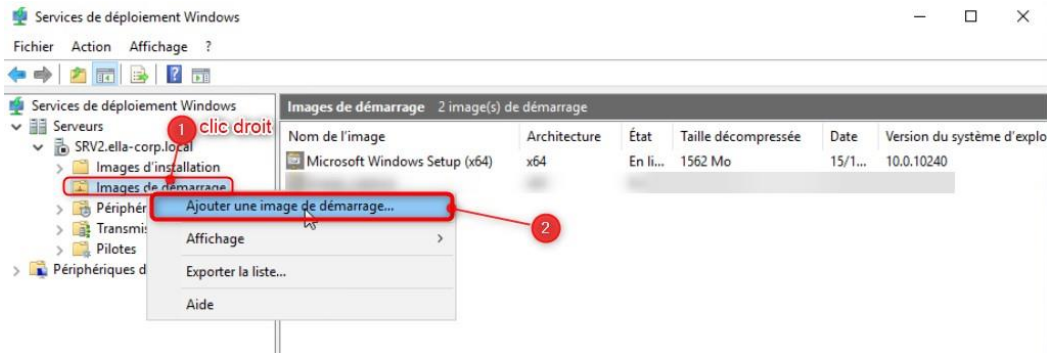 Services de déploiement Windows
Fichier Action Affichage ?
Services de déploiement Windows
Serveurs
1 clic droit
SRV2.ella-corp.local
Images d'installation
Images de démarrage
Périphér
Transmis
Pilotes
Périphériques d
Ajouter une image de démarrage...
2
Affichage
Exporter la liste...
Aide
Images de démarrage 2 image(s) de démarrage
Nom de l'image Architecture État Taille décompressée Date Version du système d'explo
Microsoft Windows Setup (x64) x64 En li... 1562 Mo 15/1... 10.0.10240